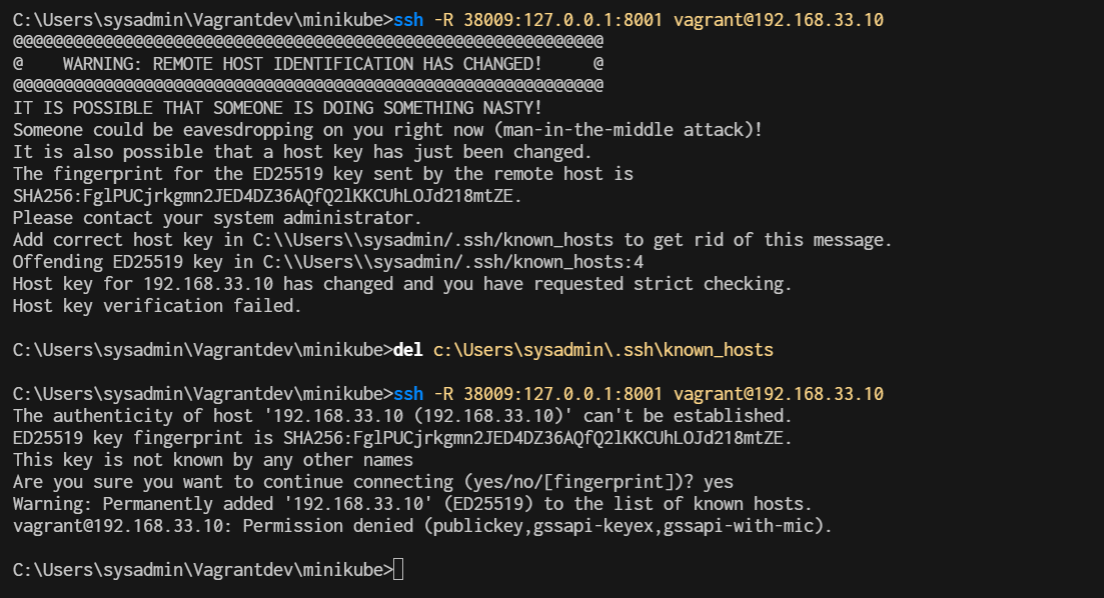 C:\Users\sysadmin\Vagrantdev\minikube>ssh -R 38009:127.0.0.1:8001 vagrant@192.168.33.10
@@@@@@@@@@@@@@@@@@@@@@@@@@@@@@@@@@@@@@@@@@@@@@@@@@@@@@@@@@@
@    WARNING: REMOTE HOST IDENTIFICATION HAS CHANGED!     @
@@@@@@@@@@@@@@@@@@@@@@@@@@@@@@@@@@@@@@@@@@@@@@@@@@@@@@@@@@@
IT IS POSSIBLE THAT SOMEONE IS DOING SOMETHING NASTY!
Someone could be eavesdropping on you right now (man-in-the-middle attack)!
It is also possible that a host key has just been changed.
The fingerprint for the ED25519 key sent by the remote host is
SHA256:FglPUCjrkgmn2JED4DZ36AQfQ2lKKCUhLOJd218mtZE.
Please contact your system administrator.
Add correct host key in C:\\Users\\sysadmin/.ssh/known_hosts to get rid of this message.
Offending ED25519 key in C:\\Users\\sysadmin/.ssh/known_hosts:4
Host key for 192.168.33.10 has changed and you have requested strict checking.
Host key verification failed.
C:\Users\sysadmin\Vagrantdev\minikube>del c:\Users\sysadmin\.ssh\known_hosts
C:\Users\sysadmin\Vagrantdev\minikube>ssh -R 38009:127.0.0.1:8001 vagrant@192.168.33.10
The authenticity of host '192.168.33.10 (192.168.33.10)' can't be established.
ED25519 key fingerprint is SHA256:FglPUCjrkgmn2JED4DZ36AQfQ2lKKCUhLOJd218mtZE.
This key is not known by any other names
Are you sure you want to continue connecting (yes/no/[fingerprint])? yes
Warning: Permanently added '192.168.33.10' (ED25519) to the list of known hosts.
vagrant@192.168.33.10: Permission denied (publickey,gssapi-keyex,gssapi-with-mic).
C:\Users\sysadmin\Vagrantdev\minikube>